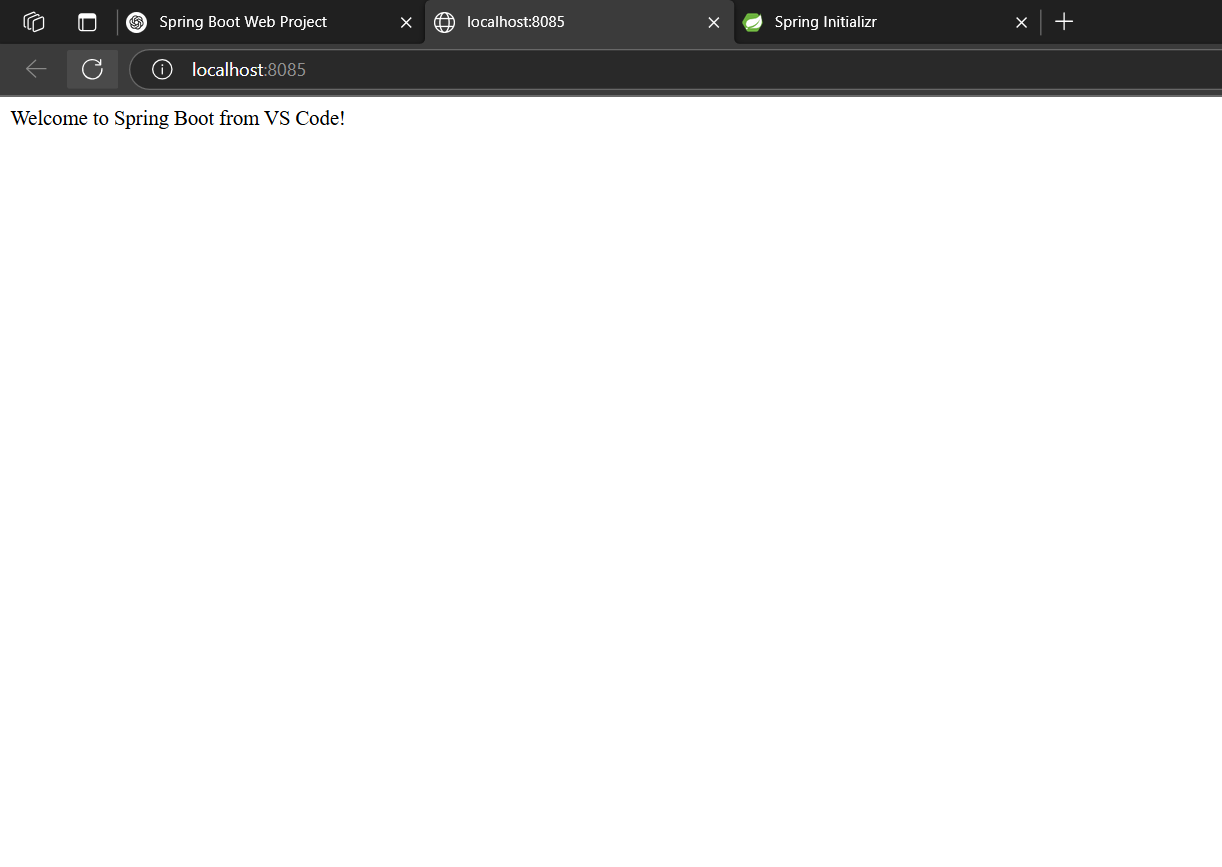 Spring Boot Web Project
localhost:8085
Spring Initializr
localhost:8085
Welcome to Spring Boot from VS Code!